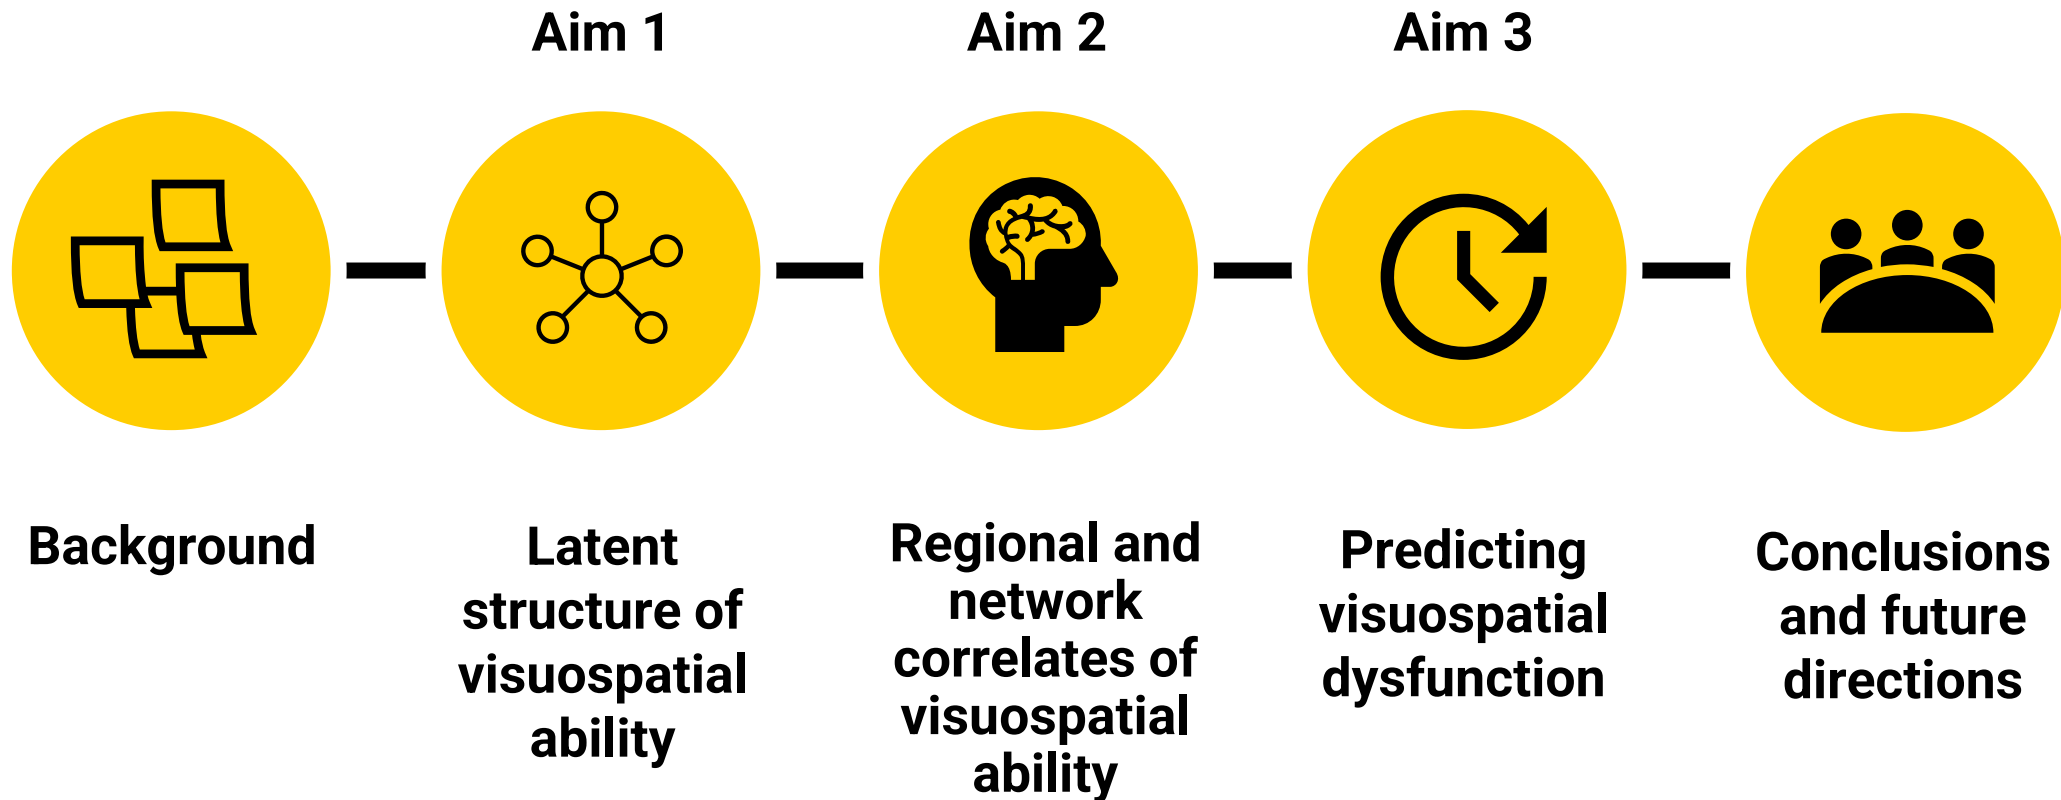 Aim 1
Aim 2
Aim 3
Background
Latent
structure of
visuospatial
ability
Regional and
network
correlates of
visuospatial
ability
Predicting
visuospatial
dysfunction
Conclusions
and future
directions